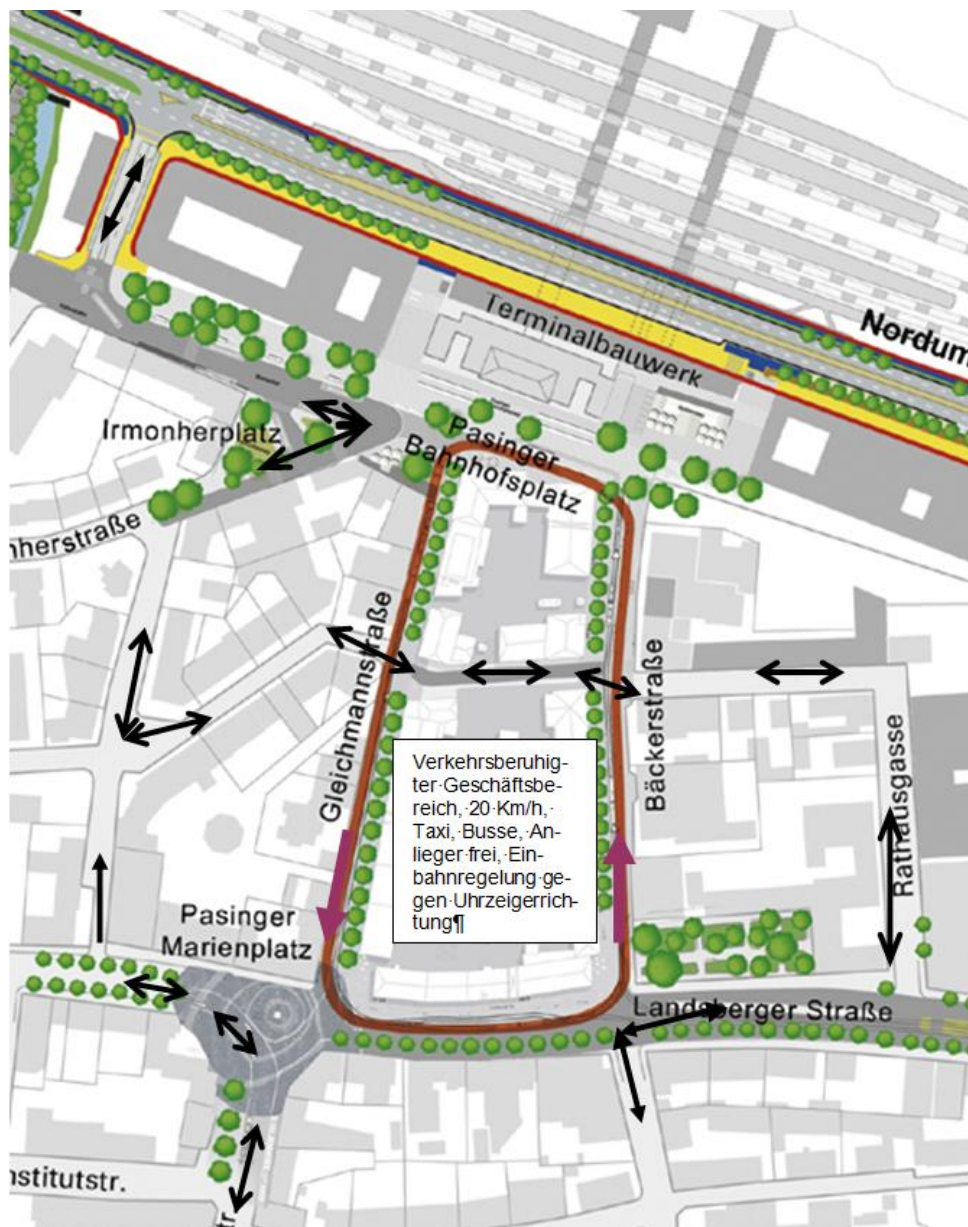 Nordum
Terminalbauwerk
Irmonherplatz
Pasinger
Bahnhofsplatz
nherstraße
Gleichmannstraße
Bäckerstraße
Rathausgasse
Verkehrsberuhig-
ter·Geschäftsbe-
reich,·20·Km/h,·
Taxi,·Busse,·An-
lieger·frei,·Ein-
bahnregelung·ge-
gen·Uhrzeigerrich-
tung¶
Pasinger
Marienplatz
Landsberger Straße
nstitutstr.
tr